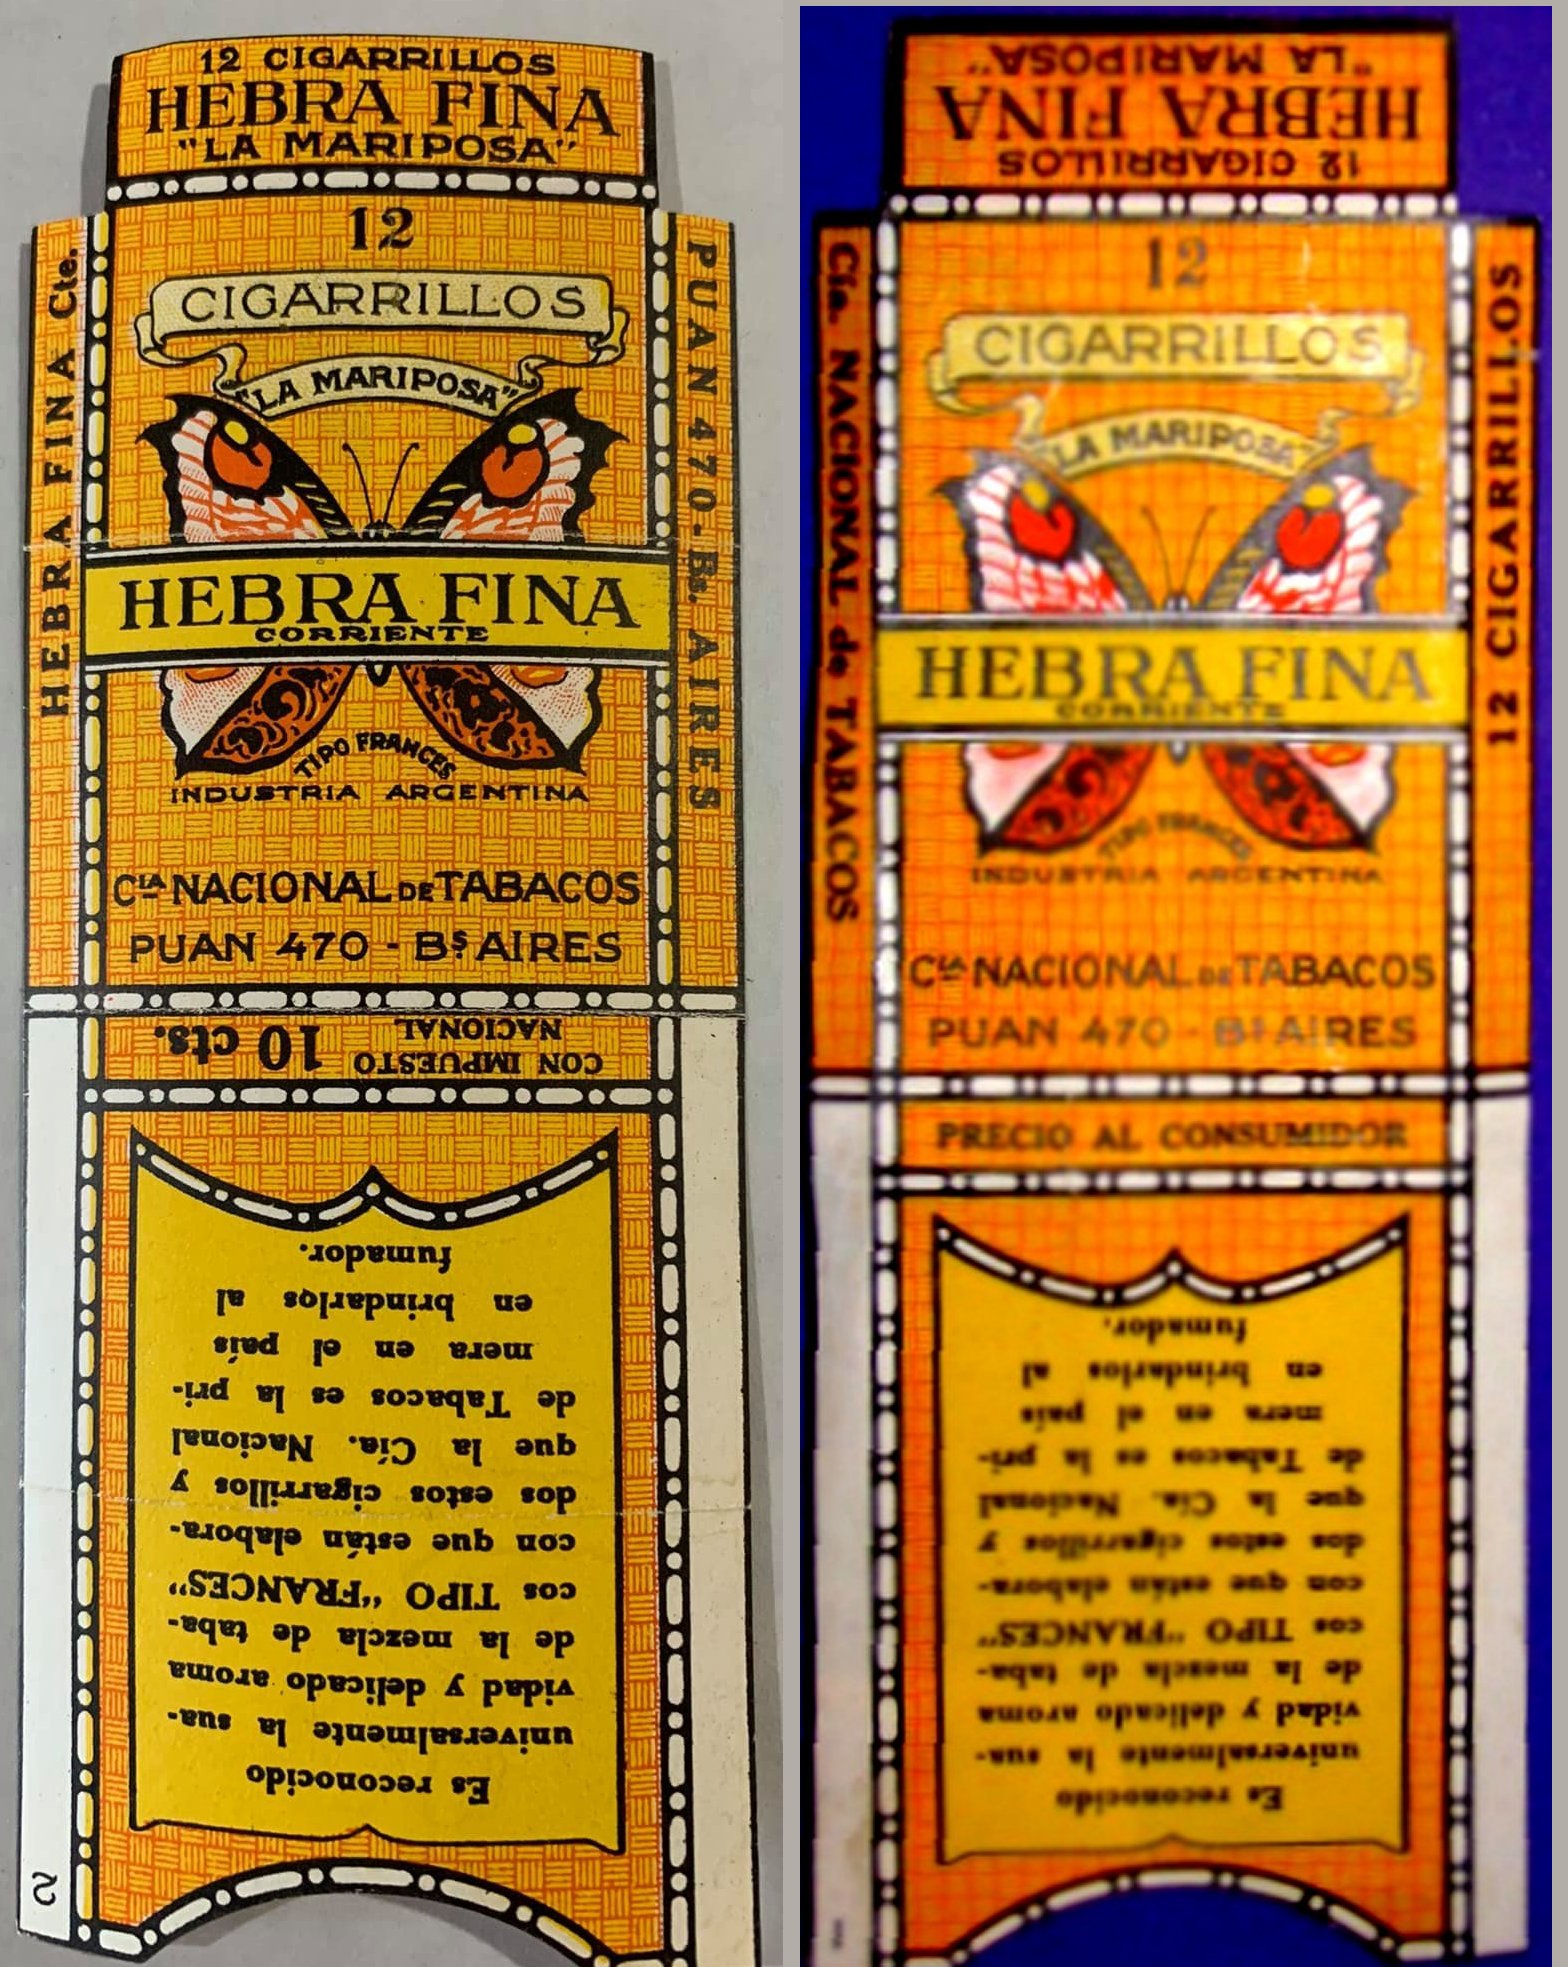 12 CIGARRILLOS
HEBRA FINA
"LA MARIPOSA"
12
CIGARRILLOS
"LA MARIPOSA"
HEBRA FINA
CORRIENTE
TIPO FRANCES
INDUSTRIA ARGENTINA
CIA NACIONAL DE TABACOS
PUAN 470 - Bs AIRES
HEBRA FINA Cte.
PUAN 470 - Bs. AIRES
CON IMPUESTO
NACIONAL
10 cts.
Es reconocido
universalmente la sua-
vidad y delicado aroma
de la mezcla de taba-
cos TIPO "FRANCES"
con que están elabora-
dos estos cigarrillos y
que la Cía. Nacional
de Tabacos es la pri-
mera en el país
en brindarlos al
fumador.
2
12 CIGARRILLOS
HEBRA FINA
"LA MARIPOSA"
12
CIGARRILLOS
"LA MARIPOSA"
HEBRA FINA
CORRIENTE
TIPO FRANCES
INDUSTRIA ARGENTINA
CIA NACIONAL DE TABACOS
PUAN 470 - Bs AIRES
Cía. NACIONAL de TABACOS
12 CIGARRILLOS
PRECIO AL CONSUMIDOR
Es reconocido
universalmente la sua-
vidad y delicado aroma
de la mezcla de taba-
cos TIPO "FRANCES"
con que están elabora-
dos estos cigarrillos y
que la Cía. Nacional
de Tabacos es la pri-
mera en el país
en brindarlos al
fumador.